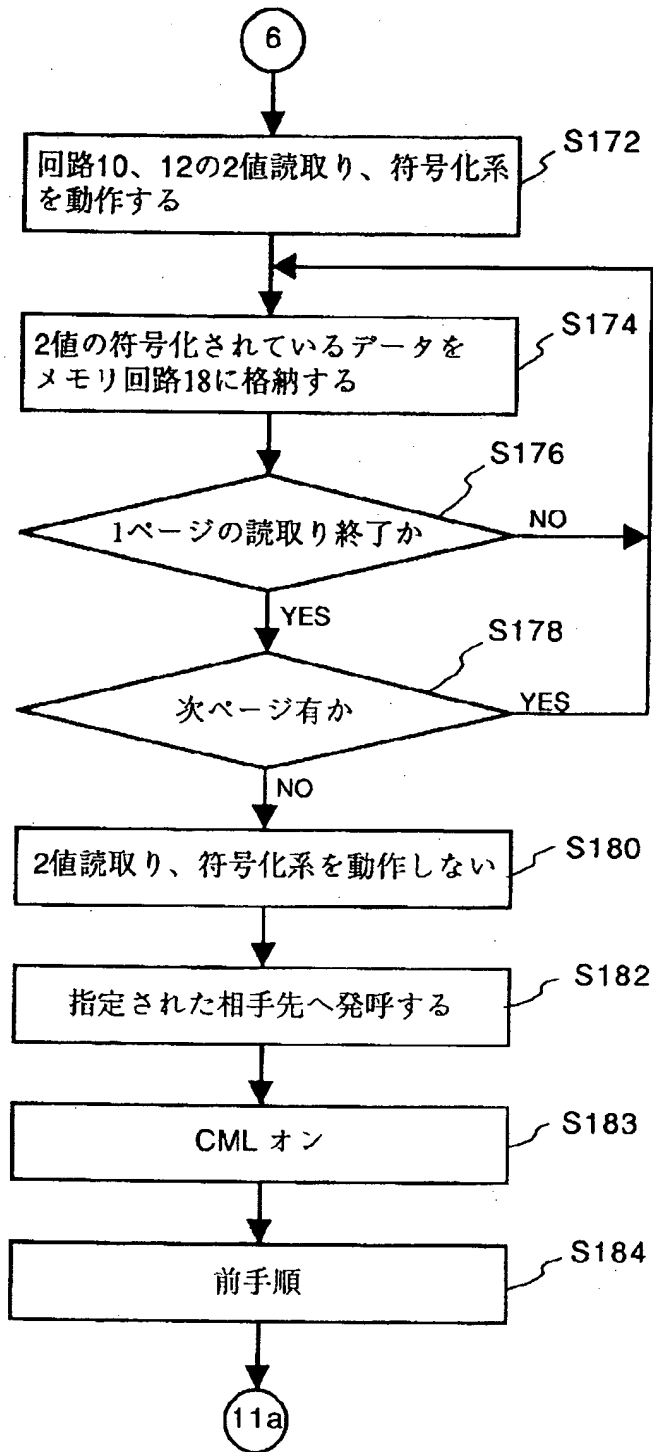 6
S172
回路10、12の2値読取り、符号化系
を動作する
S174
2値の符号化されているデータを
メモリ回路18に格納する
S176
1ページの読取り終了か
NO
YES
S178
次ページ有か
YES
NO
S180
2値読取り、符号化系を動作しない
S182
指定された相手先へ発呼する
S183
CML オン
S184
前手順
11a